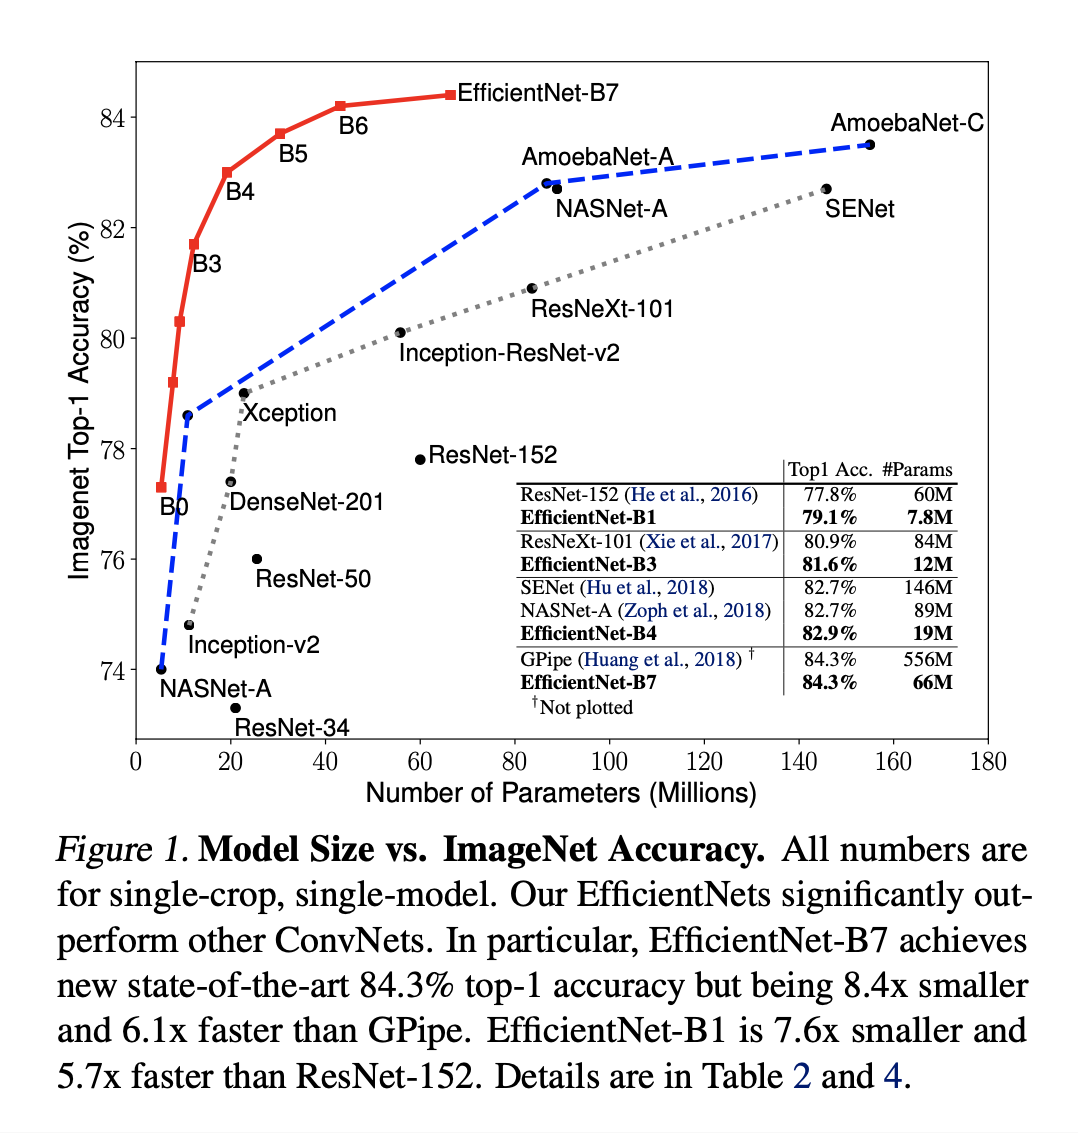 84
82
80
78
76
74
Imagenet Top-1 Accuracy (%)
EfficientNet-B7
B6
B5
B4
B3
B0
AmoebaNet-C
AmoebaNet-A
NASNet-A
SENet
ResNeXt-101
Inception-ResNet-v2
Xception
ResNet-152
DenseNet-201
ResNet-50
Inception-v2
NASNet-A
ResNet-34
Top1 Acc. #Params
ResNet-152 (He et al., 2016) 77.8% 60M
EfficientNet-B1 79.1% 7.8M
ResNeXt-101 (Xie et al., 2017) 80.9% 84M
EfficientNet-B3 81.6% 12M
SENet (Hu et al., 2018) 82.7% 146M
NASNet-A (Zoph et al., 2018) 82.7% 89M
EfficientNet-B4 82.9% 19M
GPipe (Huang et al., 2018) † 84.3% 556M
EfficientNet-B7 84.3% 66M
†Not plotted
0 20 40 60 80 100 120 140 160 180
Number of Parameters (Millions)
Figure 1. Model Size vs. ImageNet Accuracy. All numbers are
for single-crop, single-model. Our EfficientNets significantly out-
perform other ConvNets. In particular, EfficientNet-B7 achieves
new state-of-the-art 84.3% top-1 accuracy but being 8.4x smaller
and 6.1x faster than GPipe. EfficientNet-B1 is 7.6x smaller and
5.7x faster than ResNet-152. Details are in Table 2 and 4.